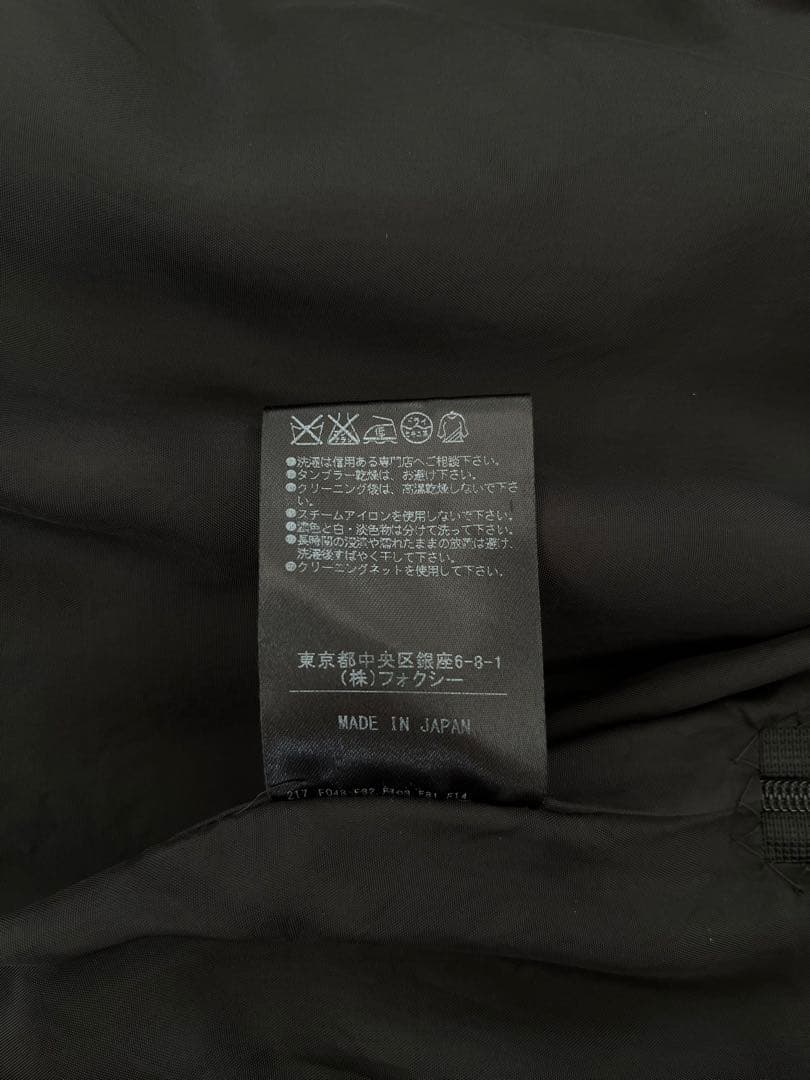 ●洗濯は信用ある専門店へご相談下さい。
●タンブラー乾燥は、お避け下さい。
●クリーニング後は、高温乾燥しないで下さ
い。
●スチームアイロンを使用しないで下さい。
●濃色と白・淡色物は分けて洗って下さい。
●長時間の浸漬や濡れたままの放置は避け、
洗濯後すばやく干して下さい。
●クリーニングネットを使用して下さい。
東京都中央区銀座6-8-1
(株)フォクシー
MADE IN JAPAN
217